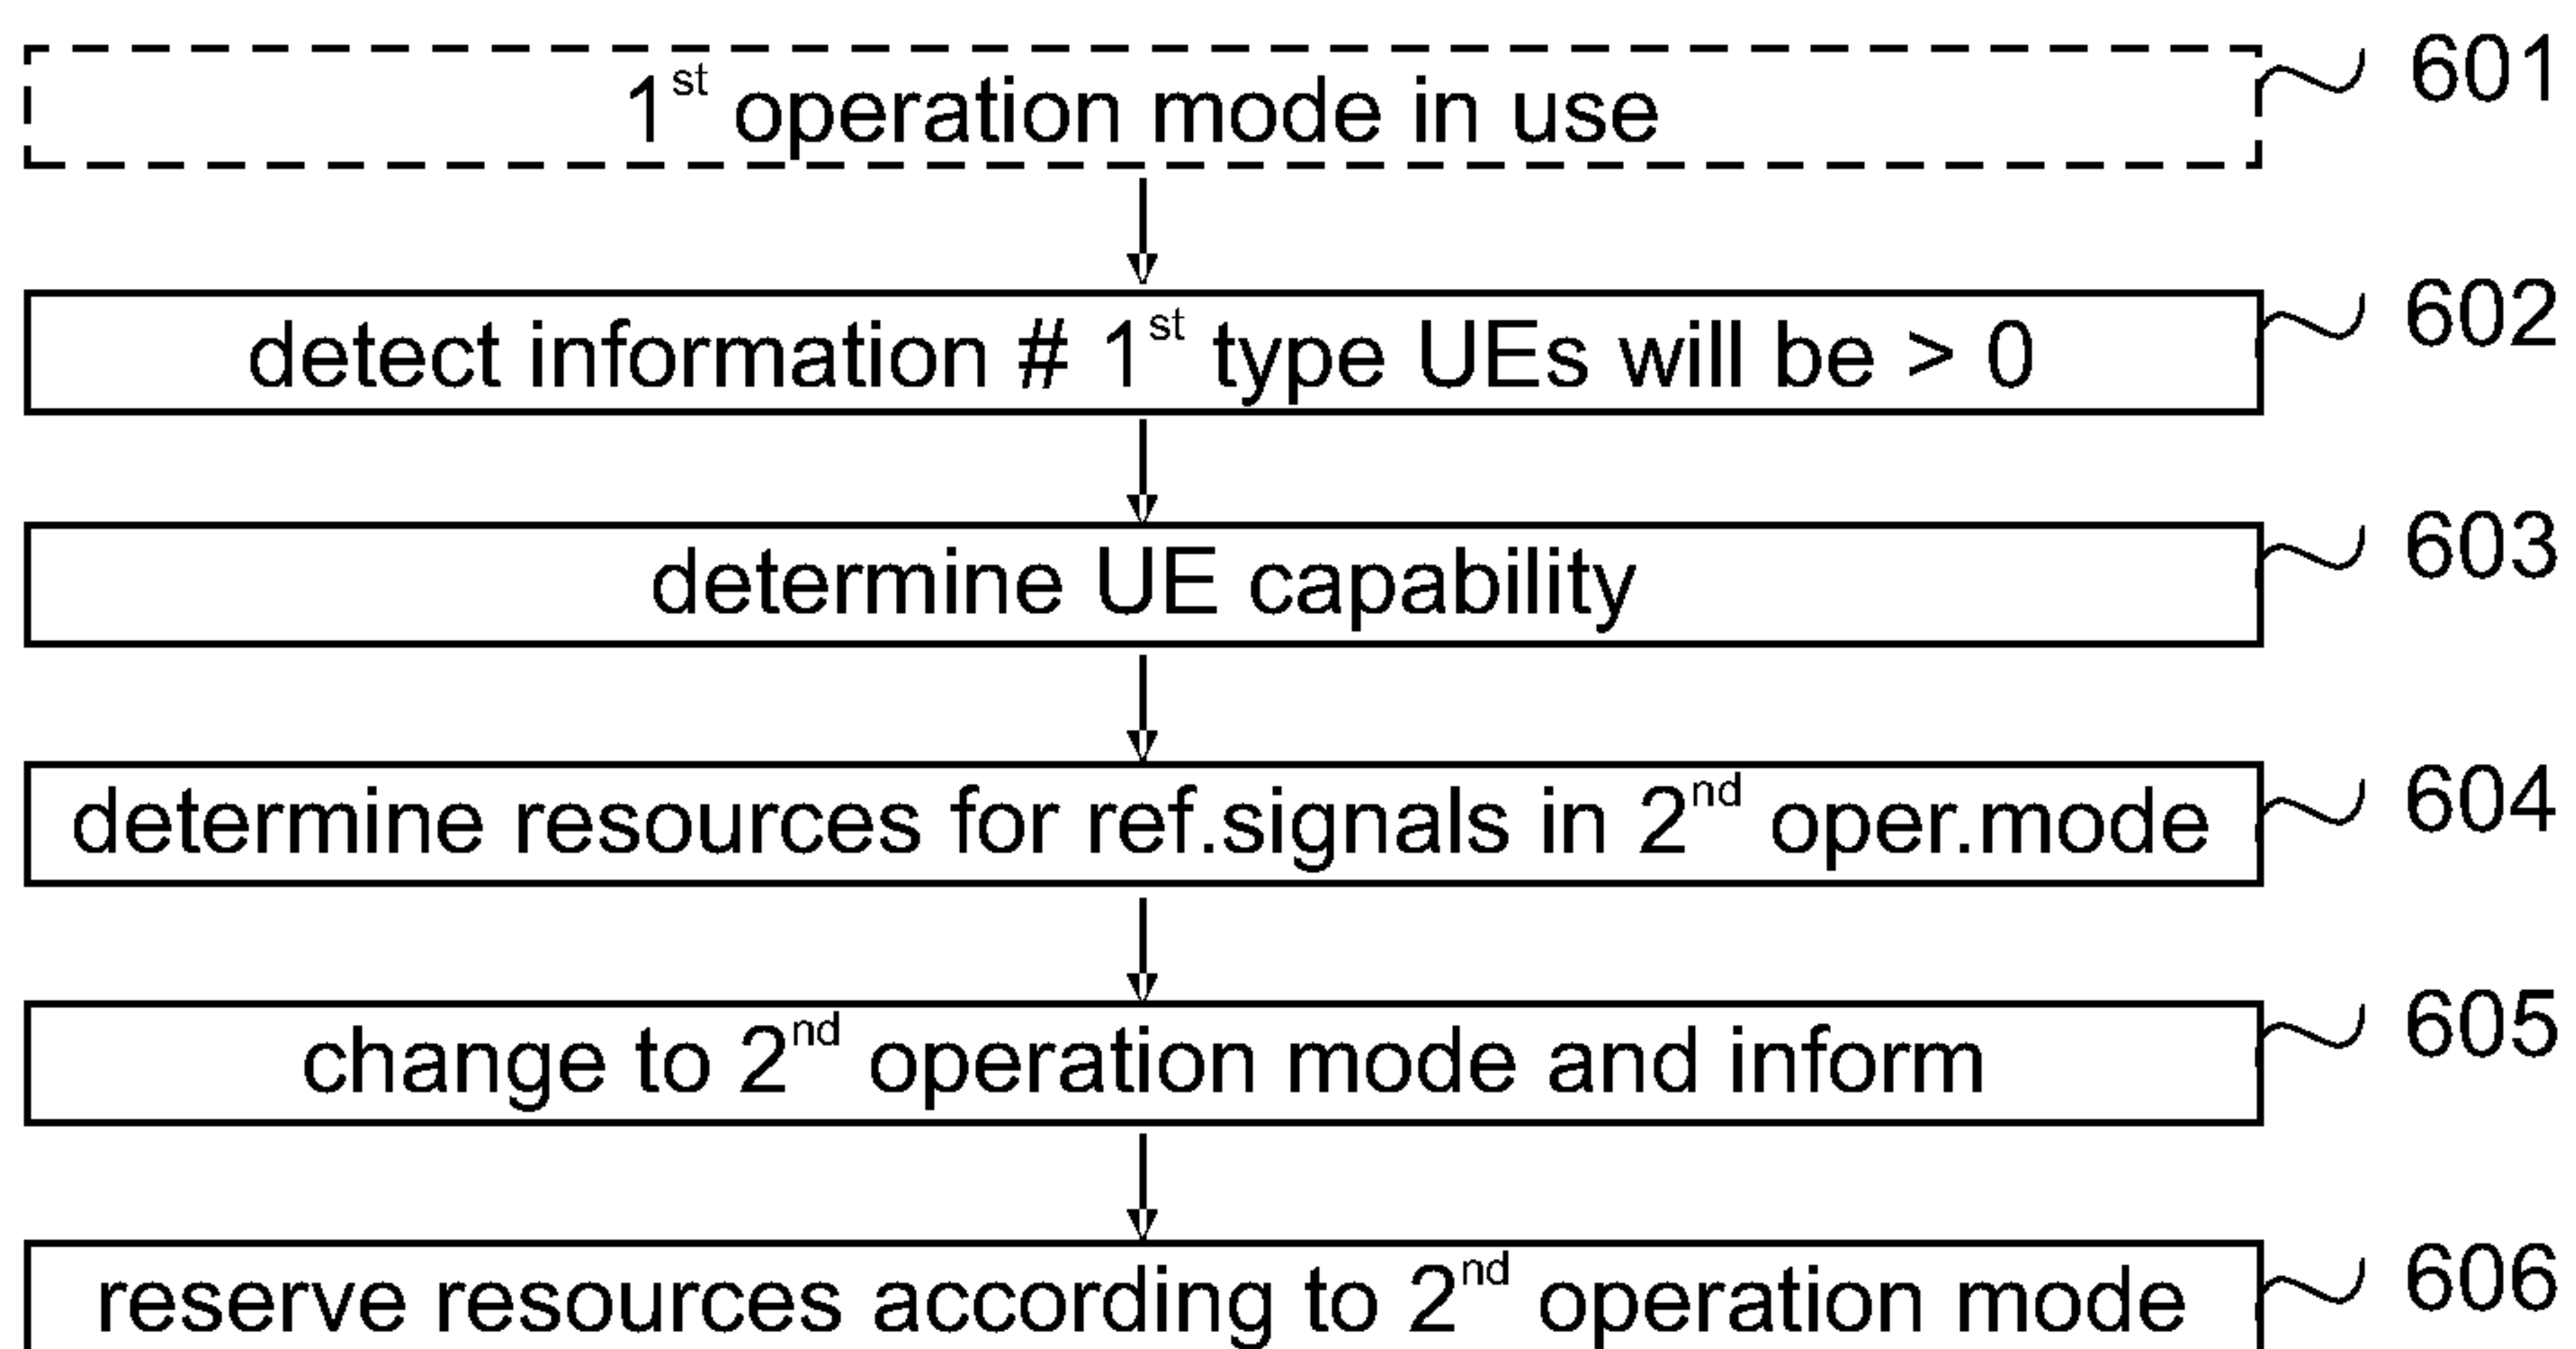 1st operation mode in use 601
detect information # 1st type UEs will be > 0 602
determine UE capability 603
determine resources for ref.signals in 2nd oper.mode 604
change to 2nd operation mode and inform 605
reserve resources according to 2nd operation mode 606